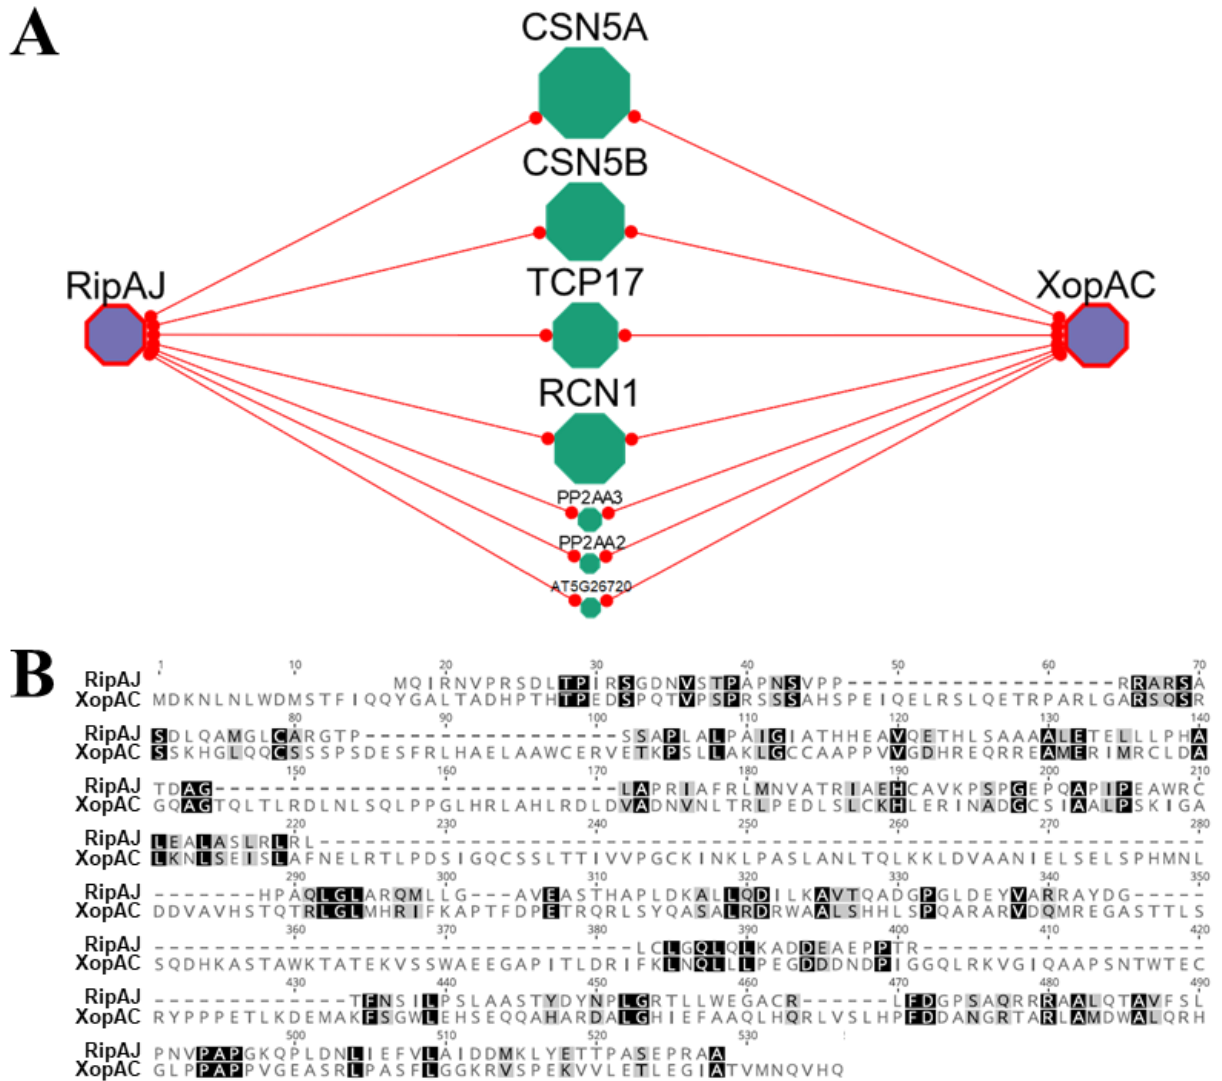 A
CSN5A
CSN5B
TCP17
RipAJ
XopAC
RCN1
PP2AA3
PP2AA2
AT5G26720
B
1 10 20 30 40 50 60 70
RipAJ ----------------MQIRNVPRSDLTPIRSGDNVSTPAPNSVPP------------------RRARSA
XopAC MDKNLNLWDMSTFIQQYGALTADHPTHTPEDSPQTVPSPRSSSAHSPEIQELRSLQETRPARLGARSQSR
80 90 100 110 120 130 140
RipAJ SDLQAMGLCARGTP-----------------SSAPLALPAIGIATHHEAVQETHLSAAAALETELLLPHA
XopAC SSKHGLQQCSSSPSDESFRLHAELAAWCERVETKPSLLAKLGCCAAPPVVGDHREQRREAMERIMRCLDA
150 160 170 180 190 200 210
RipAJ TDAG---------------------------LAPRIAFRLMNVATRIAEHCAVKPSPGEPQAPIPEAWRC
XopAC GQAGTQLTLRDLNLSQLPPGLHRLAHLRDLDVADNVNLTRLPEDLSLCKHLERINADGCSIAALPSKIGA
220 230 240 250 260 270 280
RipAJ LEALASLRLRL-----------------------------------------------------------
XopAC LKNLSEISLAFNELRTLPDSIGQCSSLTTIVVPGCKINKLPASLANLTQLKKLDVAANIELSELSPHMNL
290 300 310 320 330 340 350
RipAJ -------HPAQLGLARQMLLG---AVEASTHAPLDKALLQDILKAVTQADGPGLDEYVARRAYDG-----
XopAC DDVAVHSTQTRLGLMHRIFKAPTFDPETRQRLSYQASALRDRWAALSHHLSPQARARVDQMREGASTTLS
360 370 380 390 400 410 420
RipAJ --------------------------------LCLGQLQLKADDEAEPPTR-------------------
XopAC SQDHKASTAWKTATEKVSSWAEEGAPITLDRIFKLNQLLLPEGDDDNDPIGGQLRKVGIQAAPSNTWTEC
430 440 450 460 470 480 490
RipAJ -------------TFNSILPSLAASTYDYNPLGRTLLWEGACR------LFDGPSAQRRRAALQTAVFSL
XopAC RYPPPETLKDEMAKFSGWLEHSEQQAHARDALGHIEFAAQLHQRLVSLHPFDDANGRTARLAMDWALQRH
500 510 520 530
RipAJ PNVPAPGKQPLDNLIEFVLAIDDMKLYETTPASEPRAA
XopAC GLPPAPPVGEASRLPASFLGGKRVSPEKVVLETLEGIATVMNQVHQ